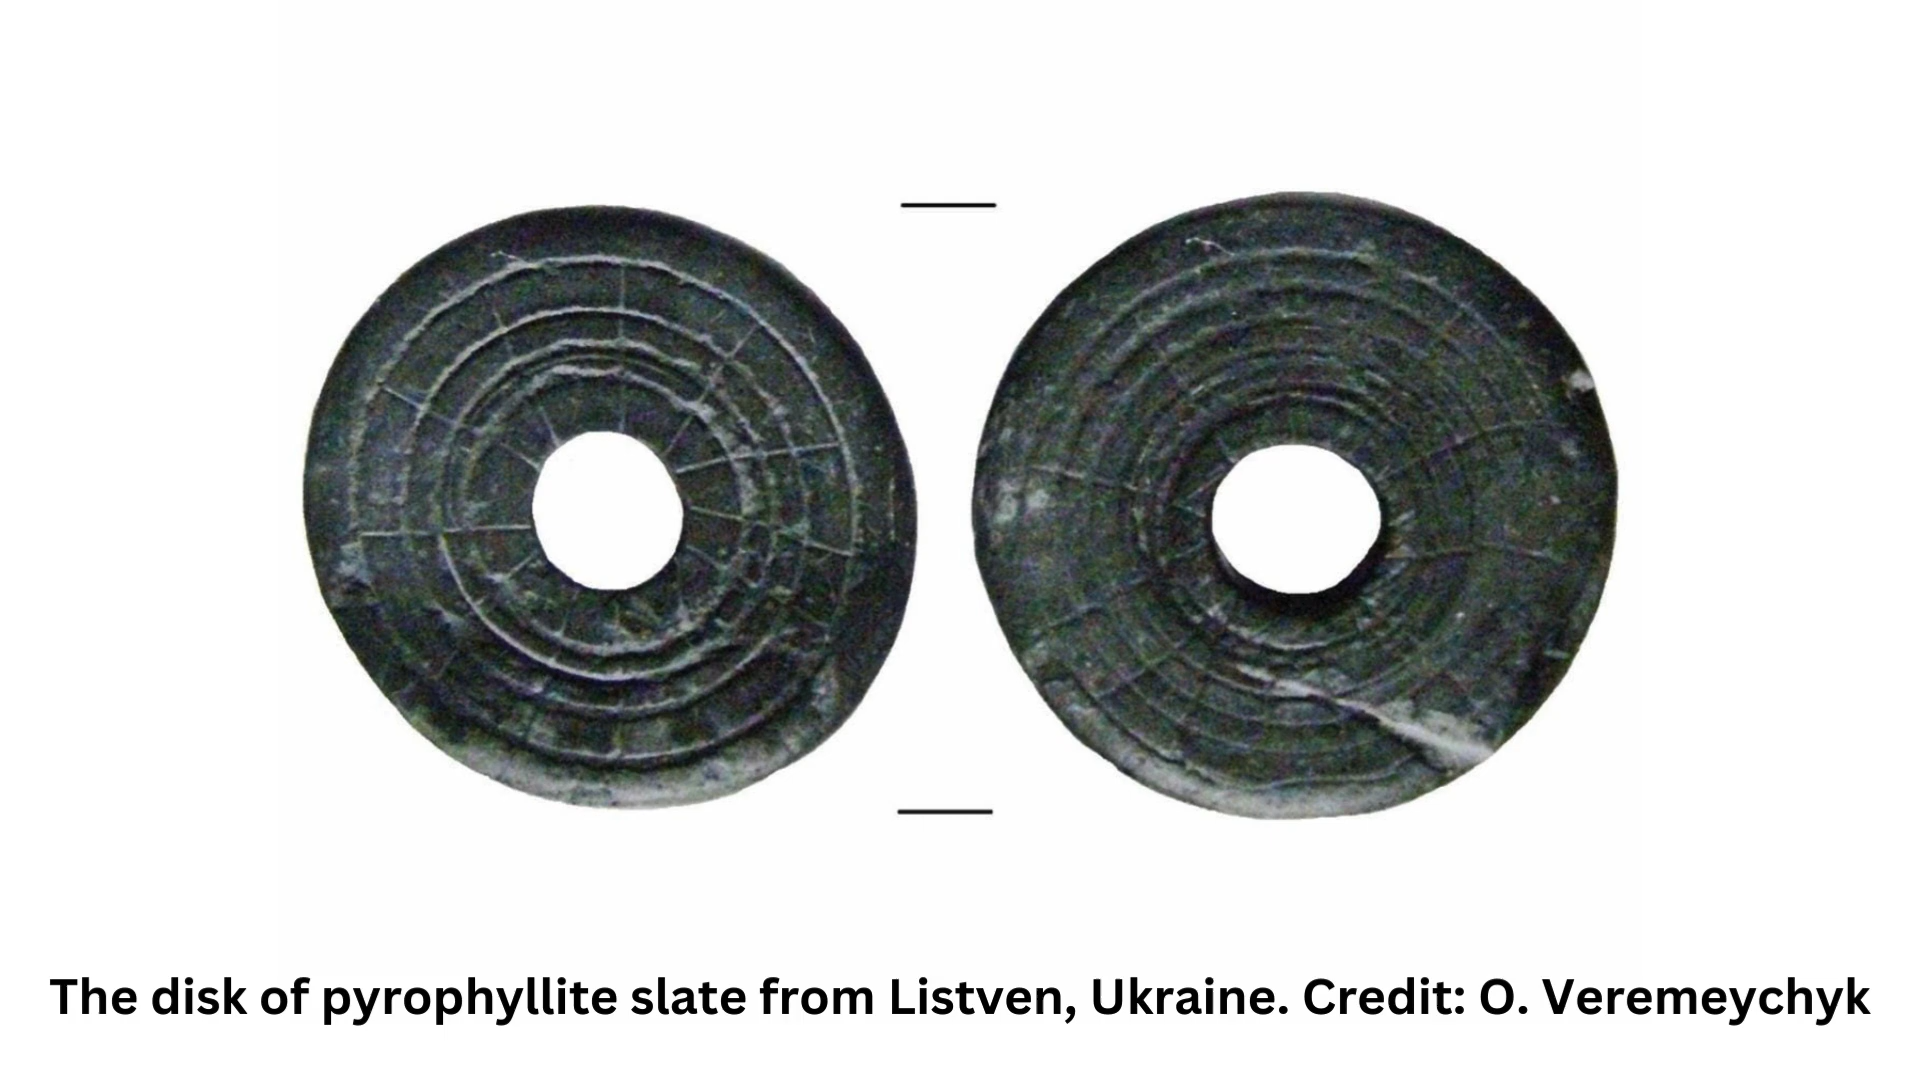 The disk of pyrophyllite slate from Listven, Ukraine. Credit: O. Veremeychyk